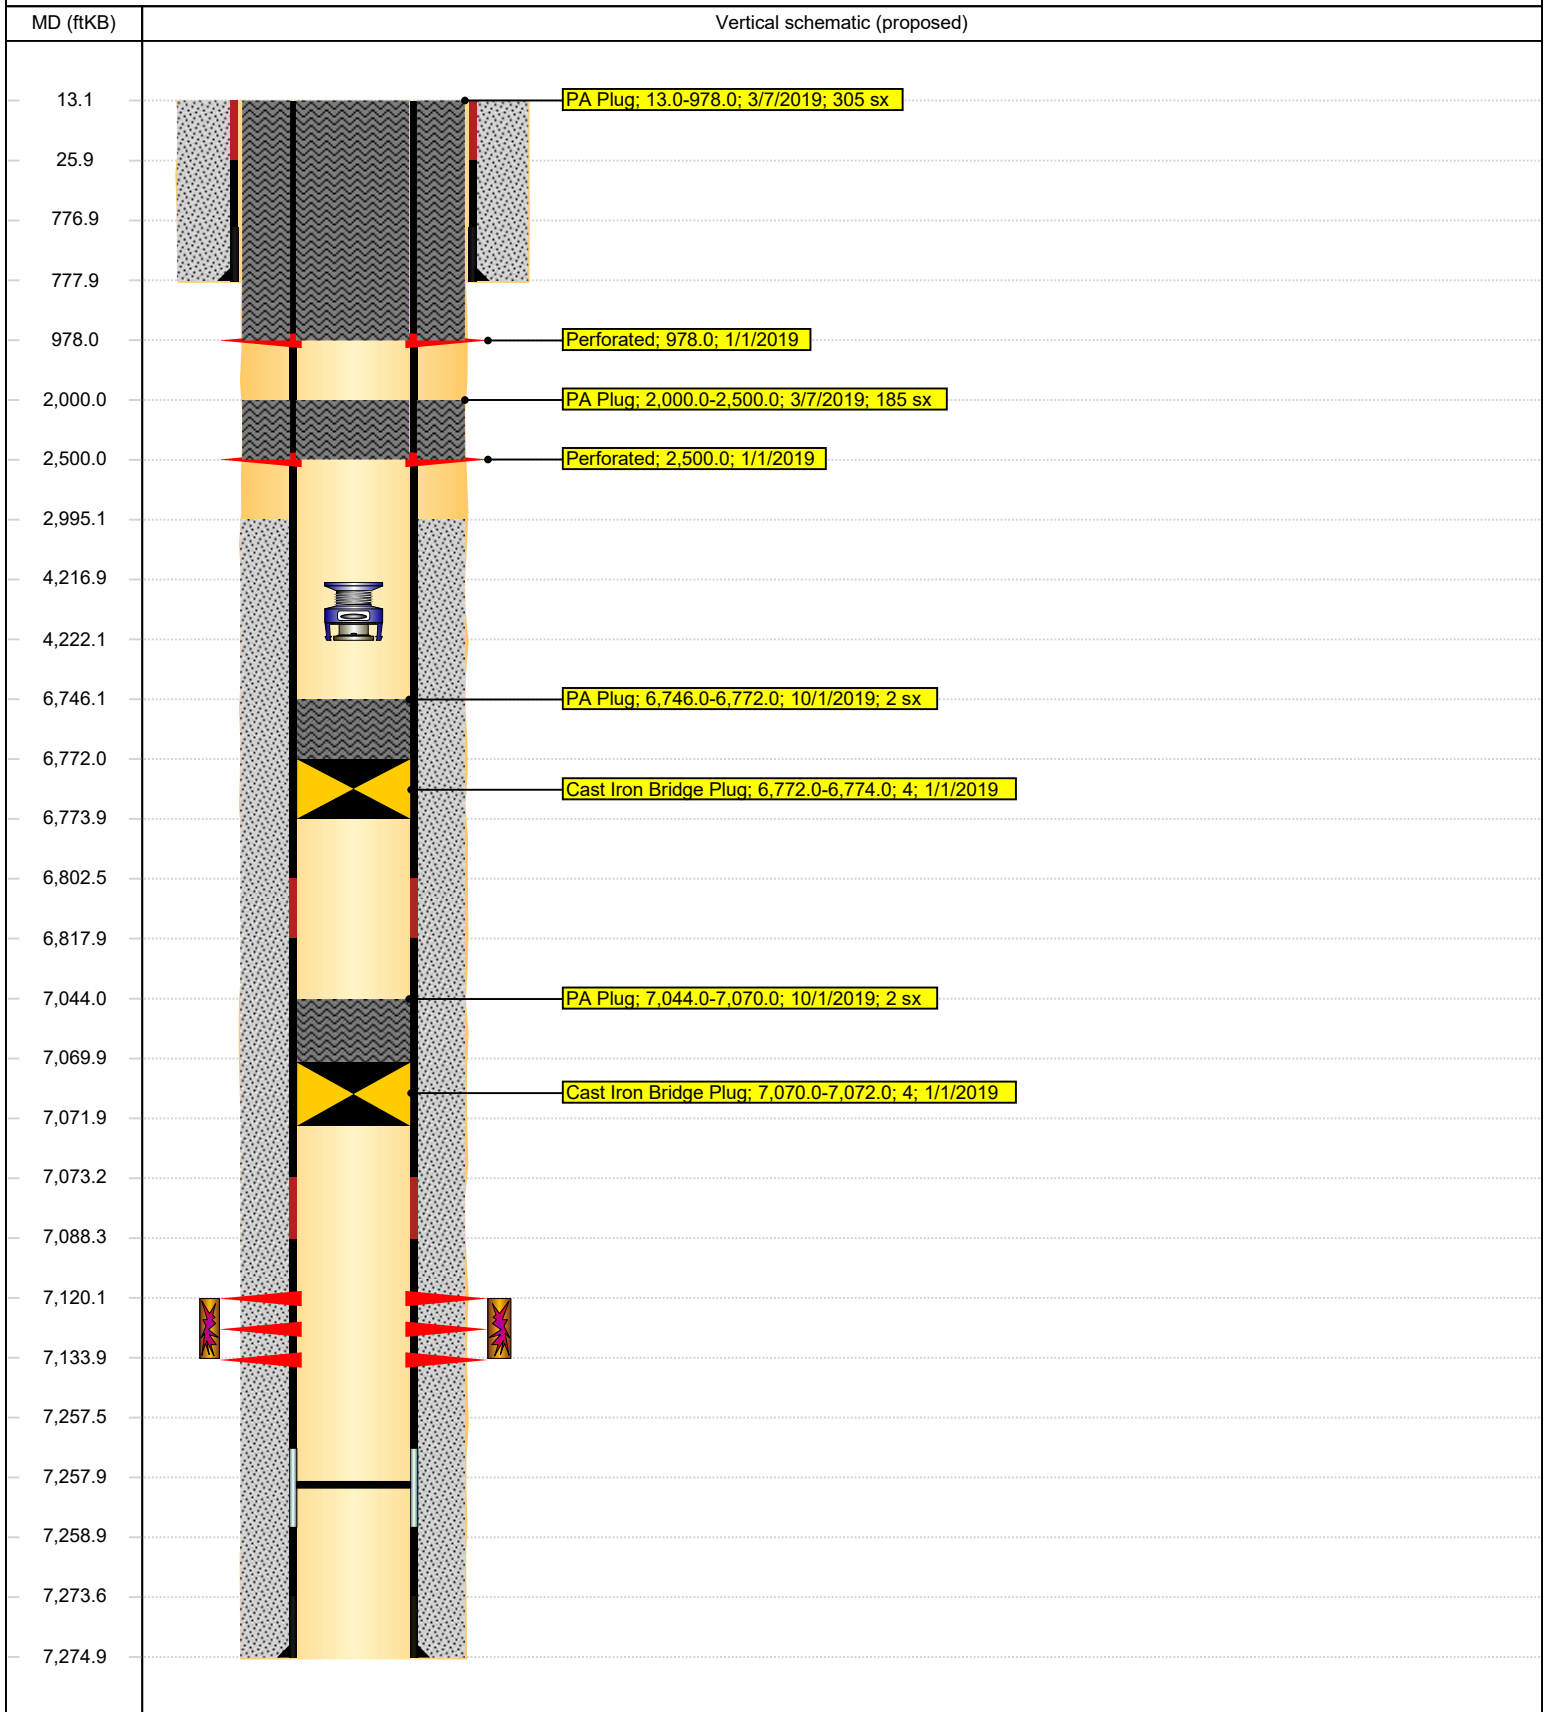 MD (ftKB)
Vertical schematic (proposed)
13.1
PA Plug; 13.0-978.0; 3/7/2019; 305 sx
25.9
776.9
777.9
978.0
Perforated; 978.0; 1/1/2019
2,000.0
PA Plug; 2,000.0-2,500.0; 3/7/2019; 185 sx
2,500.0
Perforated; 2,500.0; 1/1/2019
2,995.1
4,216.9
4,222.1
6,746.1
PA Plug; 6,746.0-6,772.0; 10/1/2019; 2 sx
6,772.0
Cast Iron Bridge Plug; 6,772.0-6,774.0; 4; 1/1/2019
6,773.9
6,802.5
6,817.9
7,044.0
PA Plug; 7,044.0-7,070.0; 10/1/2019; 2 sx
7,069.9
Cast Iron Bridge Plug; 7,070.0-7,072.0; 4; 1/1/2019
7,071.9
7,073.2
7,088.3
7,120.1
7,133.9
7,257.5
7,257.9
7,258.9
7,273.6
7,274.9